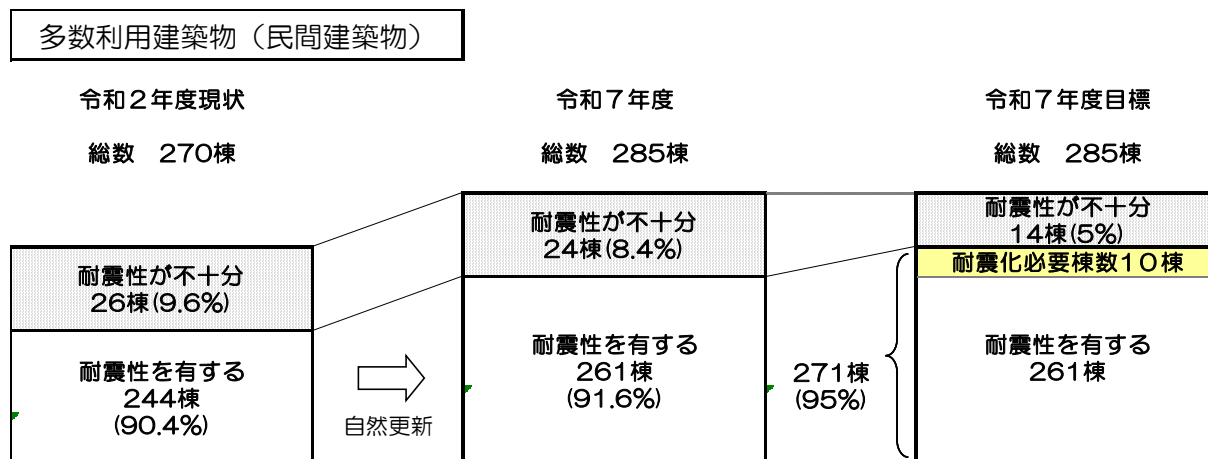 多数利用建築物（民間建築物）
令和２年度現状
総数　270棟
耐震性が不十分
26棟(9.6%)
耐震性を有する
244棟
(90.4%)
自然更新
令和７年度
総数　285棟
耐震性が不十分
24棟(8.4%)
耐震性を有する
261棟
(91.6%)
271棟
(95%)
令和７年度目標
総数　285棟
耐震性が不十分
14棟(5%)
耐震化必要棟数１０棟
耐震性を有する
261棟